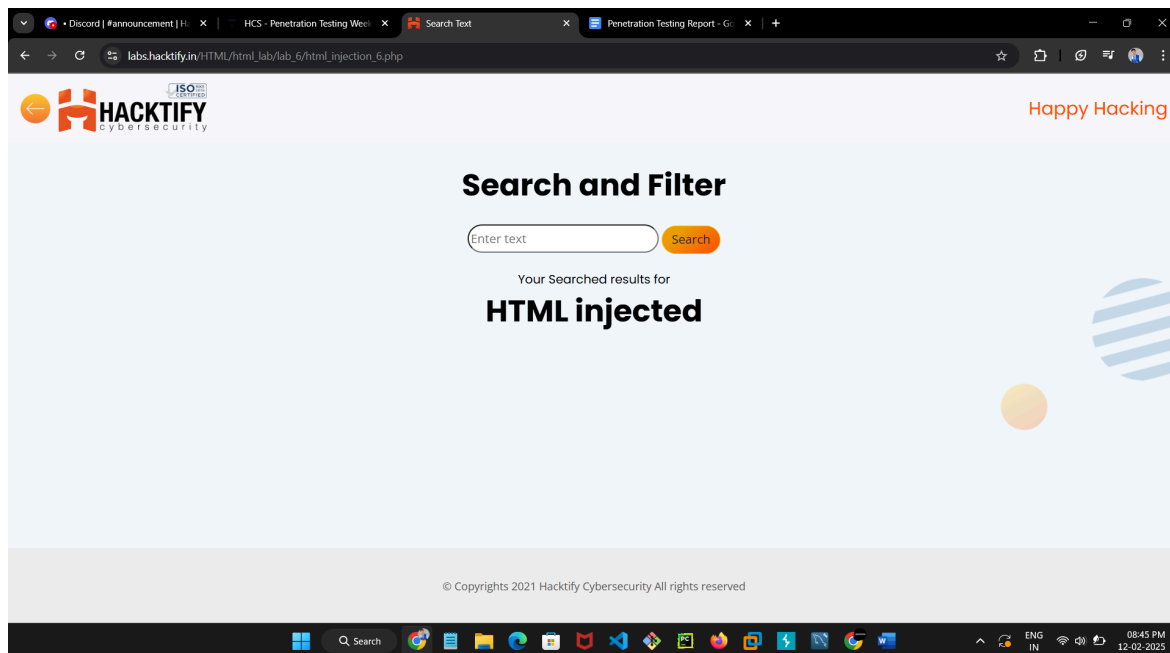 • Discord | #announcement | Ha
HCS - Penetration Testing Week
Search Text
Penetration Testing Report - Go
labs.hacktify.in/HTML/html_lab/lab_6/html_injection_6.php
ISO
CERTIFIED
HACKTIFY
cybersecurity
Happy Hacking
Search and Filter
Enter text
Search
Your Searched results for
HTML injected
© Copyrights 2021 Hacktify Cybersecurity All rights reserved
Search
ENG
IN
08:45 PM
12-02-2025